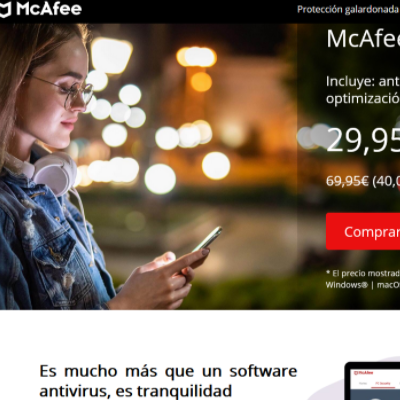 McAfee
Protección galardonada
McAfee
Incluye: ant
optimizació
29,95
69,95€ (40,0
Comprar
* El precio mostrad
Windows® | macO
Es mucho más que un software
antivirus, es tranquilidad
McAfee